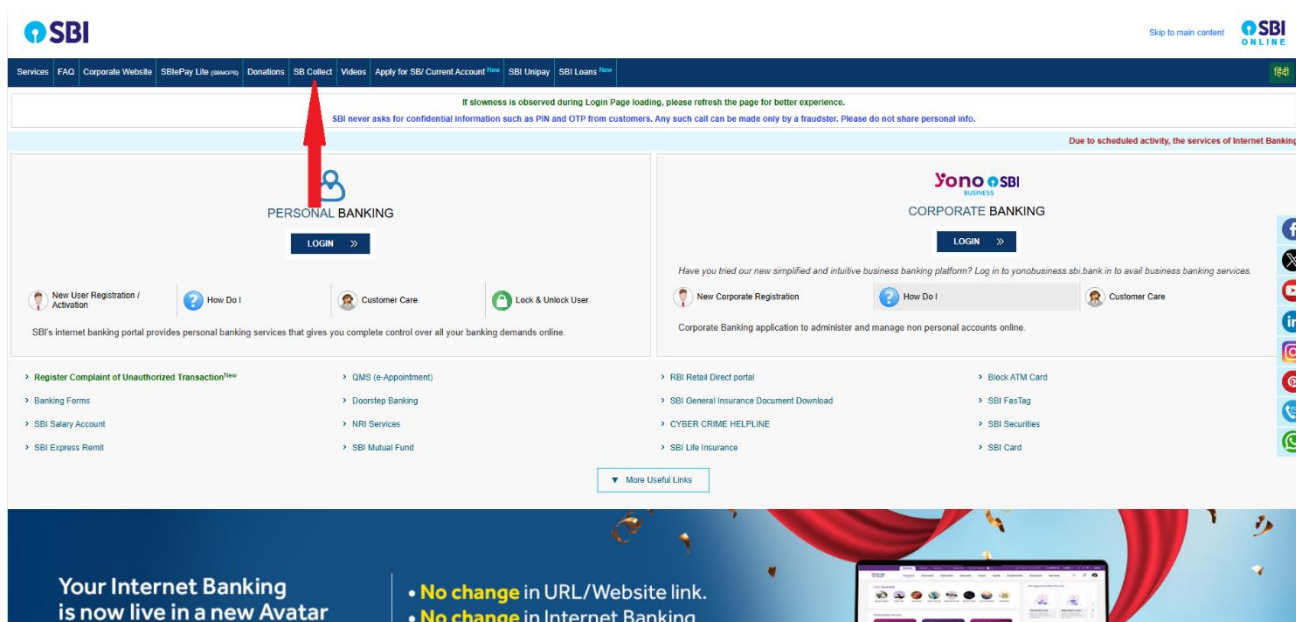 SBI
Skip to main content
SBI
ONLINE
Services FAQ Corporate Website SBIePay Lite (SBIMOPS) Donations SB Collect Videos Apply for SB/ Current Account New SBI Unipay SBI Loans New हिंदी
If slowness is observed during Login Page loading, please refresh the page for better experience.
SBI never asks for confidential information such as PIN and OTP from customers. Any such call can be made only by a fraudster. Please do not share personal info.
Due to scheduled activity, the services of Internet Banking
PERSONAL BANKING
LOGIN »
New User Registration / Activation
How Do I
Customer Care
Lock & Unlock User
SBI's internet banking portal provides personal banking services that gives you complete control over all your banking demands online.
yono SBI
BUSINESS
CORPORATE BANKING
LOGIN »
Have you tried our new simplified and intuitive business banking platform? Log in to yonobusiness.sbi.bank.in to avail business banking services.
New Corporate Registration
How Do I
Customer Care
Corporate Banking application to administer and manage non personal accounts online.
> Register Complaint of Unauthorized Transaction New
> QMS (e-Appointment)
> RBI Retail Direct portal
> Block ATM Card
> Banking Forms
> Doorstep Banking
> SBI General Insurance Document Download
> SBI FasTag
> SBI Salary Account
> NRI Services
> CYBER CRIME HELPLINE
> SBI Securities
> SBI Express Remit
> SBI Mutual Fund
> SBI Life Insurance
> SBI Card
▼ More Useful Links
Your Internet Banking
is now live in a new Avatar
• No change in URL/Website link.
• No change in Internet Banking